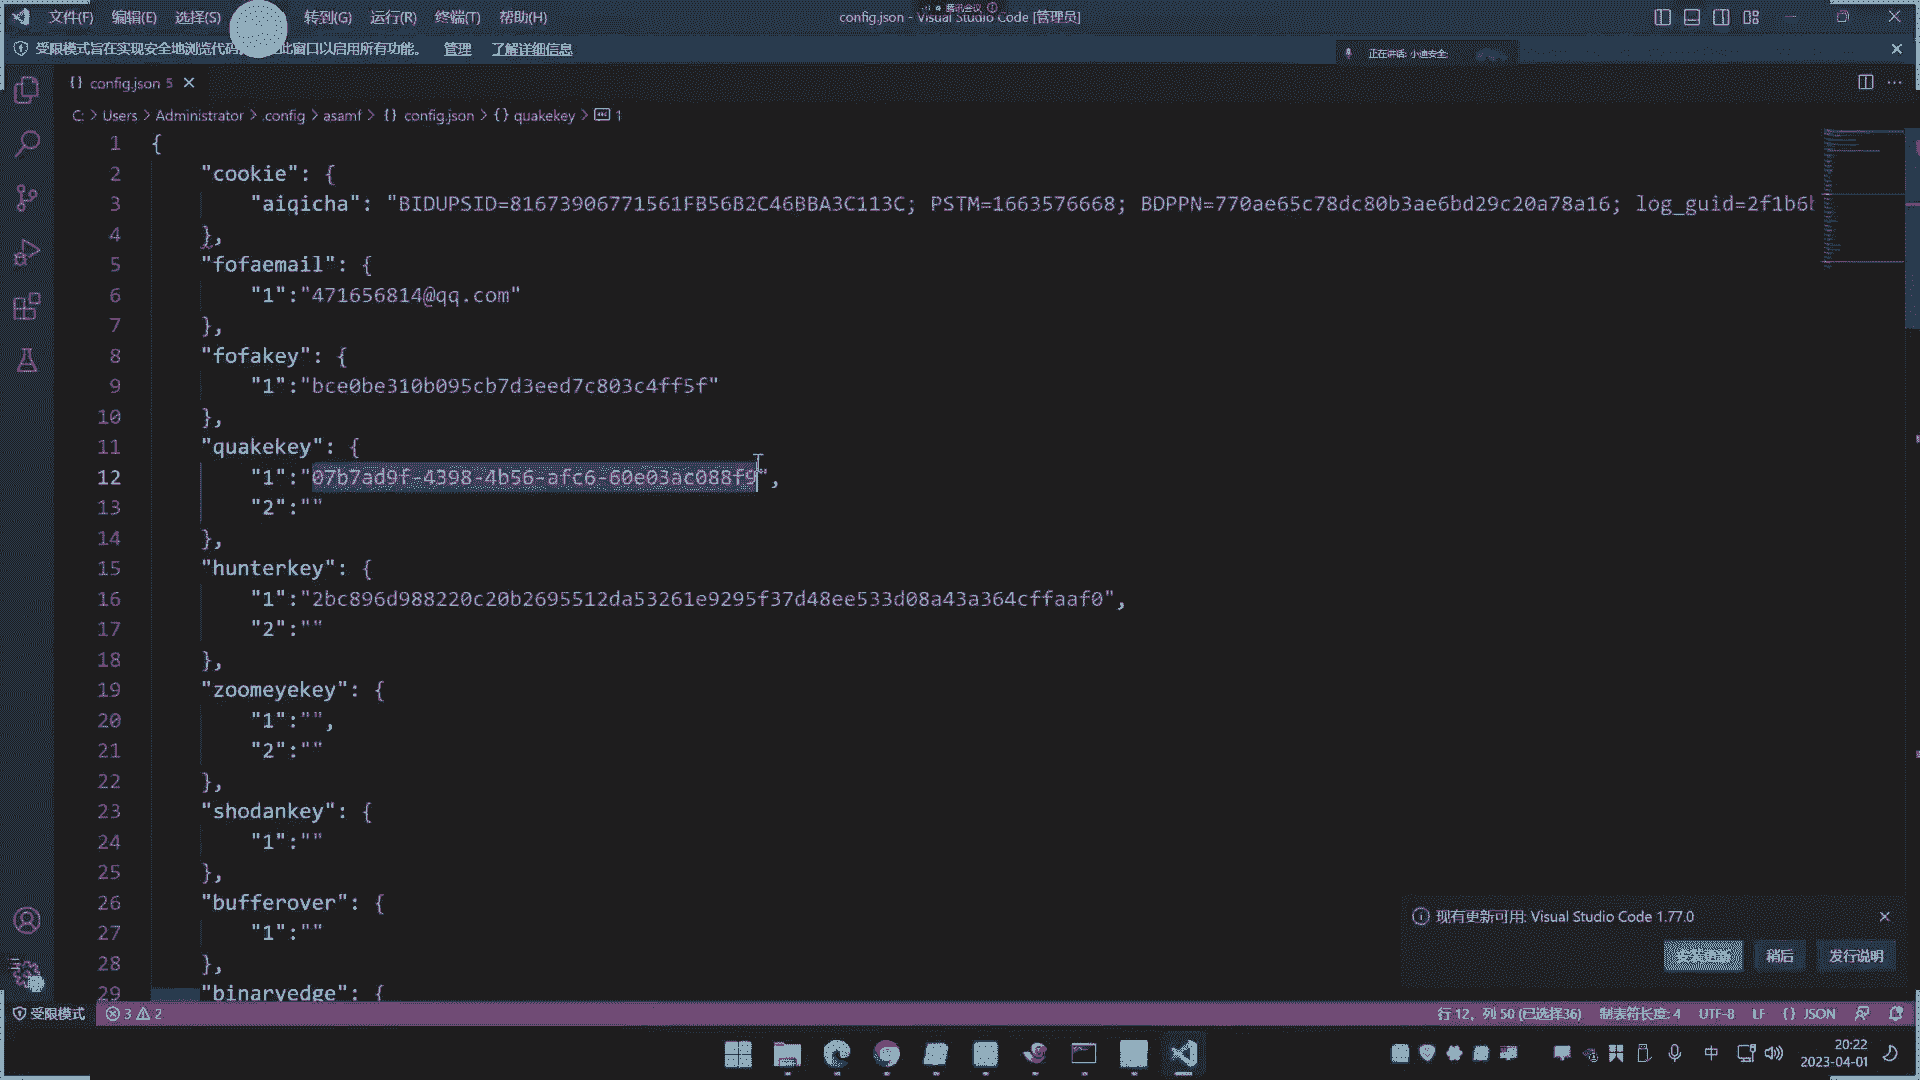 文件(F) 编辑(E) 选择(S) 转到(G) 运行(R) 终端(T) 帮助(H) config.json - Visual Studio Code [管理员]
腾讯会议
受限模式旨在实现安全地浏览代码 此窗口以启用所有功能。 管理 了解详细信息
正在讲话: 小迪安全:
{} config.json 5
C: > Users > Administrator > .config > asamf > {} config.json > {} quakekey > 1
1 {
2 "cookie": {
3 "aiqicha": "BIDUPSID=81673906771561FB56B2C46BBA3C113C; PSTM=1663576668; BDPPN=770ae65c78dc80b3ae6bd29c20a78a16; log_guid=2f1b6b
4 },
5 "fofaemail": {
6 "1":"471656814@qq.com"
7 },
8 "fofakey": {
9 "1":"bce0be310b095cb7d3eed7c803c4ff5f"
10 },
11 "quakekey": {
12 "1":"07b7ad9f-4398-4b56-afc6-60e03ac088f9",
13 "2":""
14 },
15 "hunterkey": {
16 "1":"2bc896d988220c20b2695512da53261e9295f37d48ee533d08a43a364cffaaf0",
17 "2":""
18 },
19 "zoomeyekey": {
20 "1":"",
21 "2":""
22 },
23 "shodankey": {
24 "1":""
25 },
26 "bufferover": {
27 "1":""
28 },
29 "binaryedge": {
现有更新可用: Visual Studio Code 1.77.0
安装更新 稍后 发行说明
受限模式 3 2 行 12, 列 50 (已选择36) 制表符长度: 4 UTF-8 LF {} JSON
中 20:22
2023-04-01